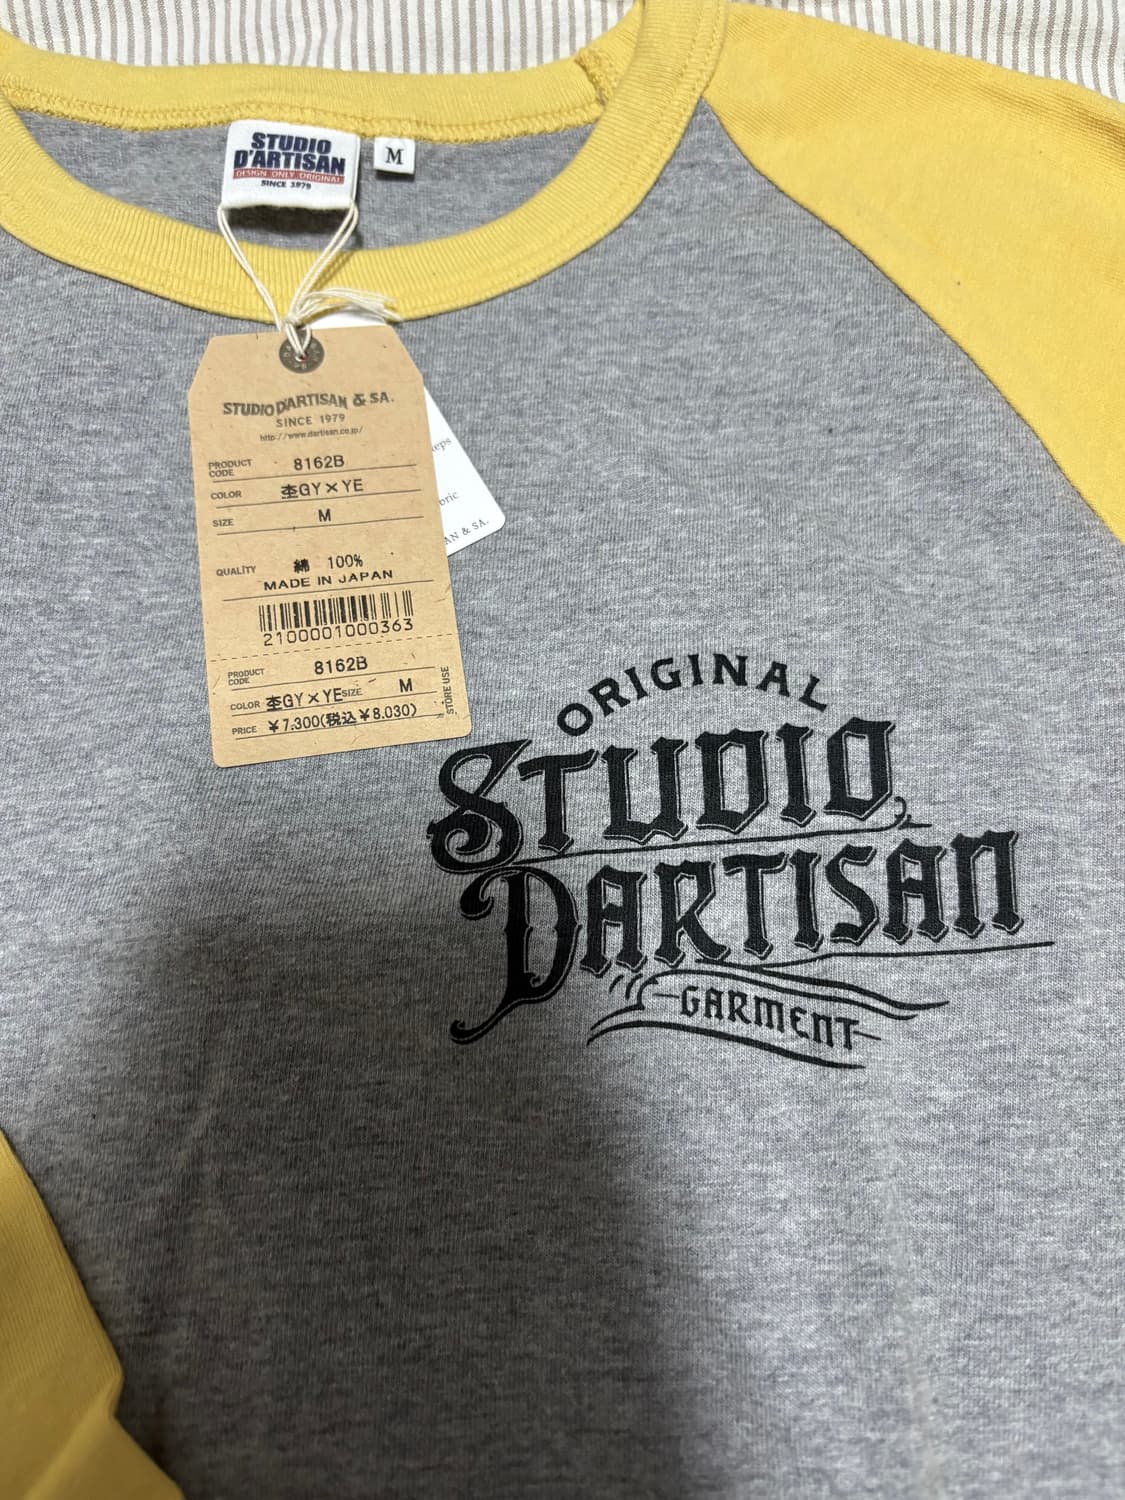 STUDIO
D'ARTISAN
DESIGN ONLY ORIGINAL
SINCE 1979
M
STUDIO D'ARTISAN & SA.
SINCE 1979
http://www.dartisan.co.jp/
PRODUCT CODE 8162B
COLOR 杢GY×YE
SIZE M
QUALITY 綿 100%
MADE IN JAPAN
2100001000363
PRODUCT CODE 8162B
COLOR 杢GY×YE SIZE M
PRICE ¥7,300(税込¥8,030)
STORE USE
AN & SA.
ORIGINAL
STUDIO
D'ARTISAN
GARMENT